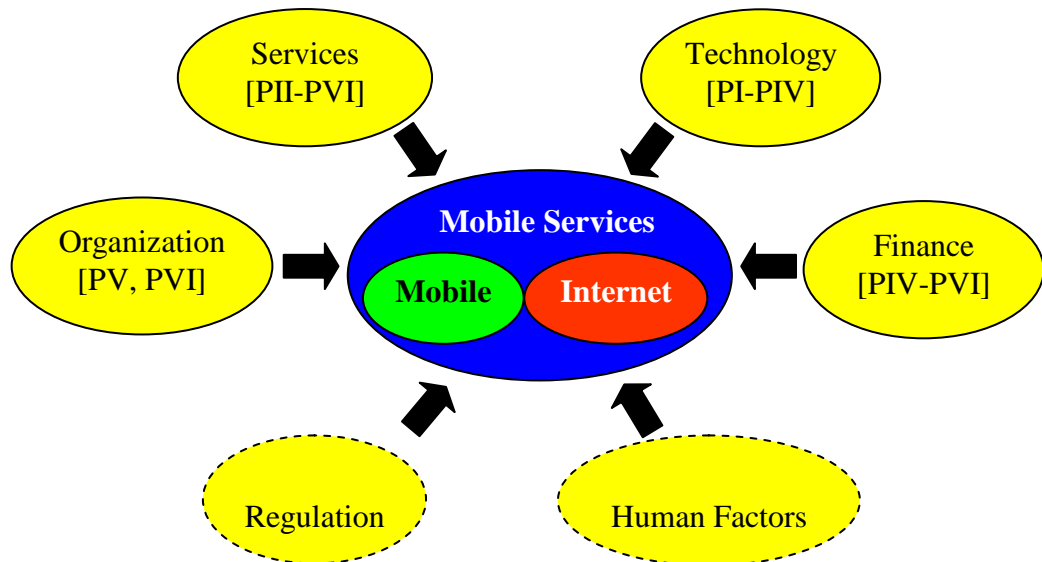 Services
[PII-PVI]
Technology
[PI-PIV]
Mobile Services
Organization
[PV, PVI]
Finance
[PIV-PVI]
Mobile
Internet
Regulation
Human Factors